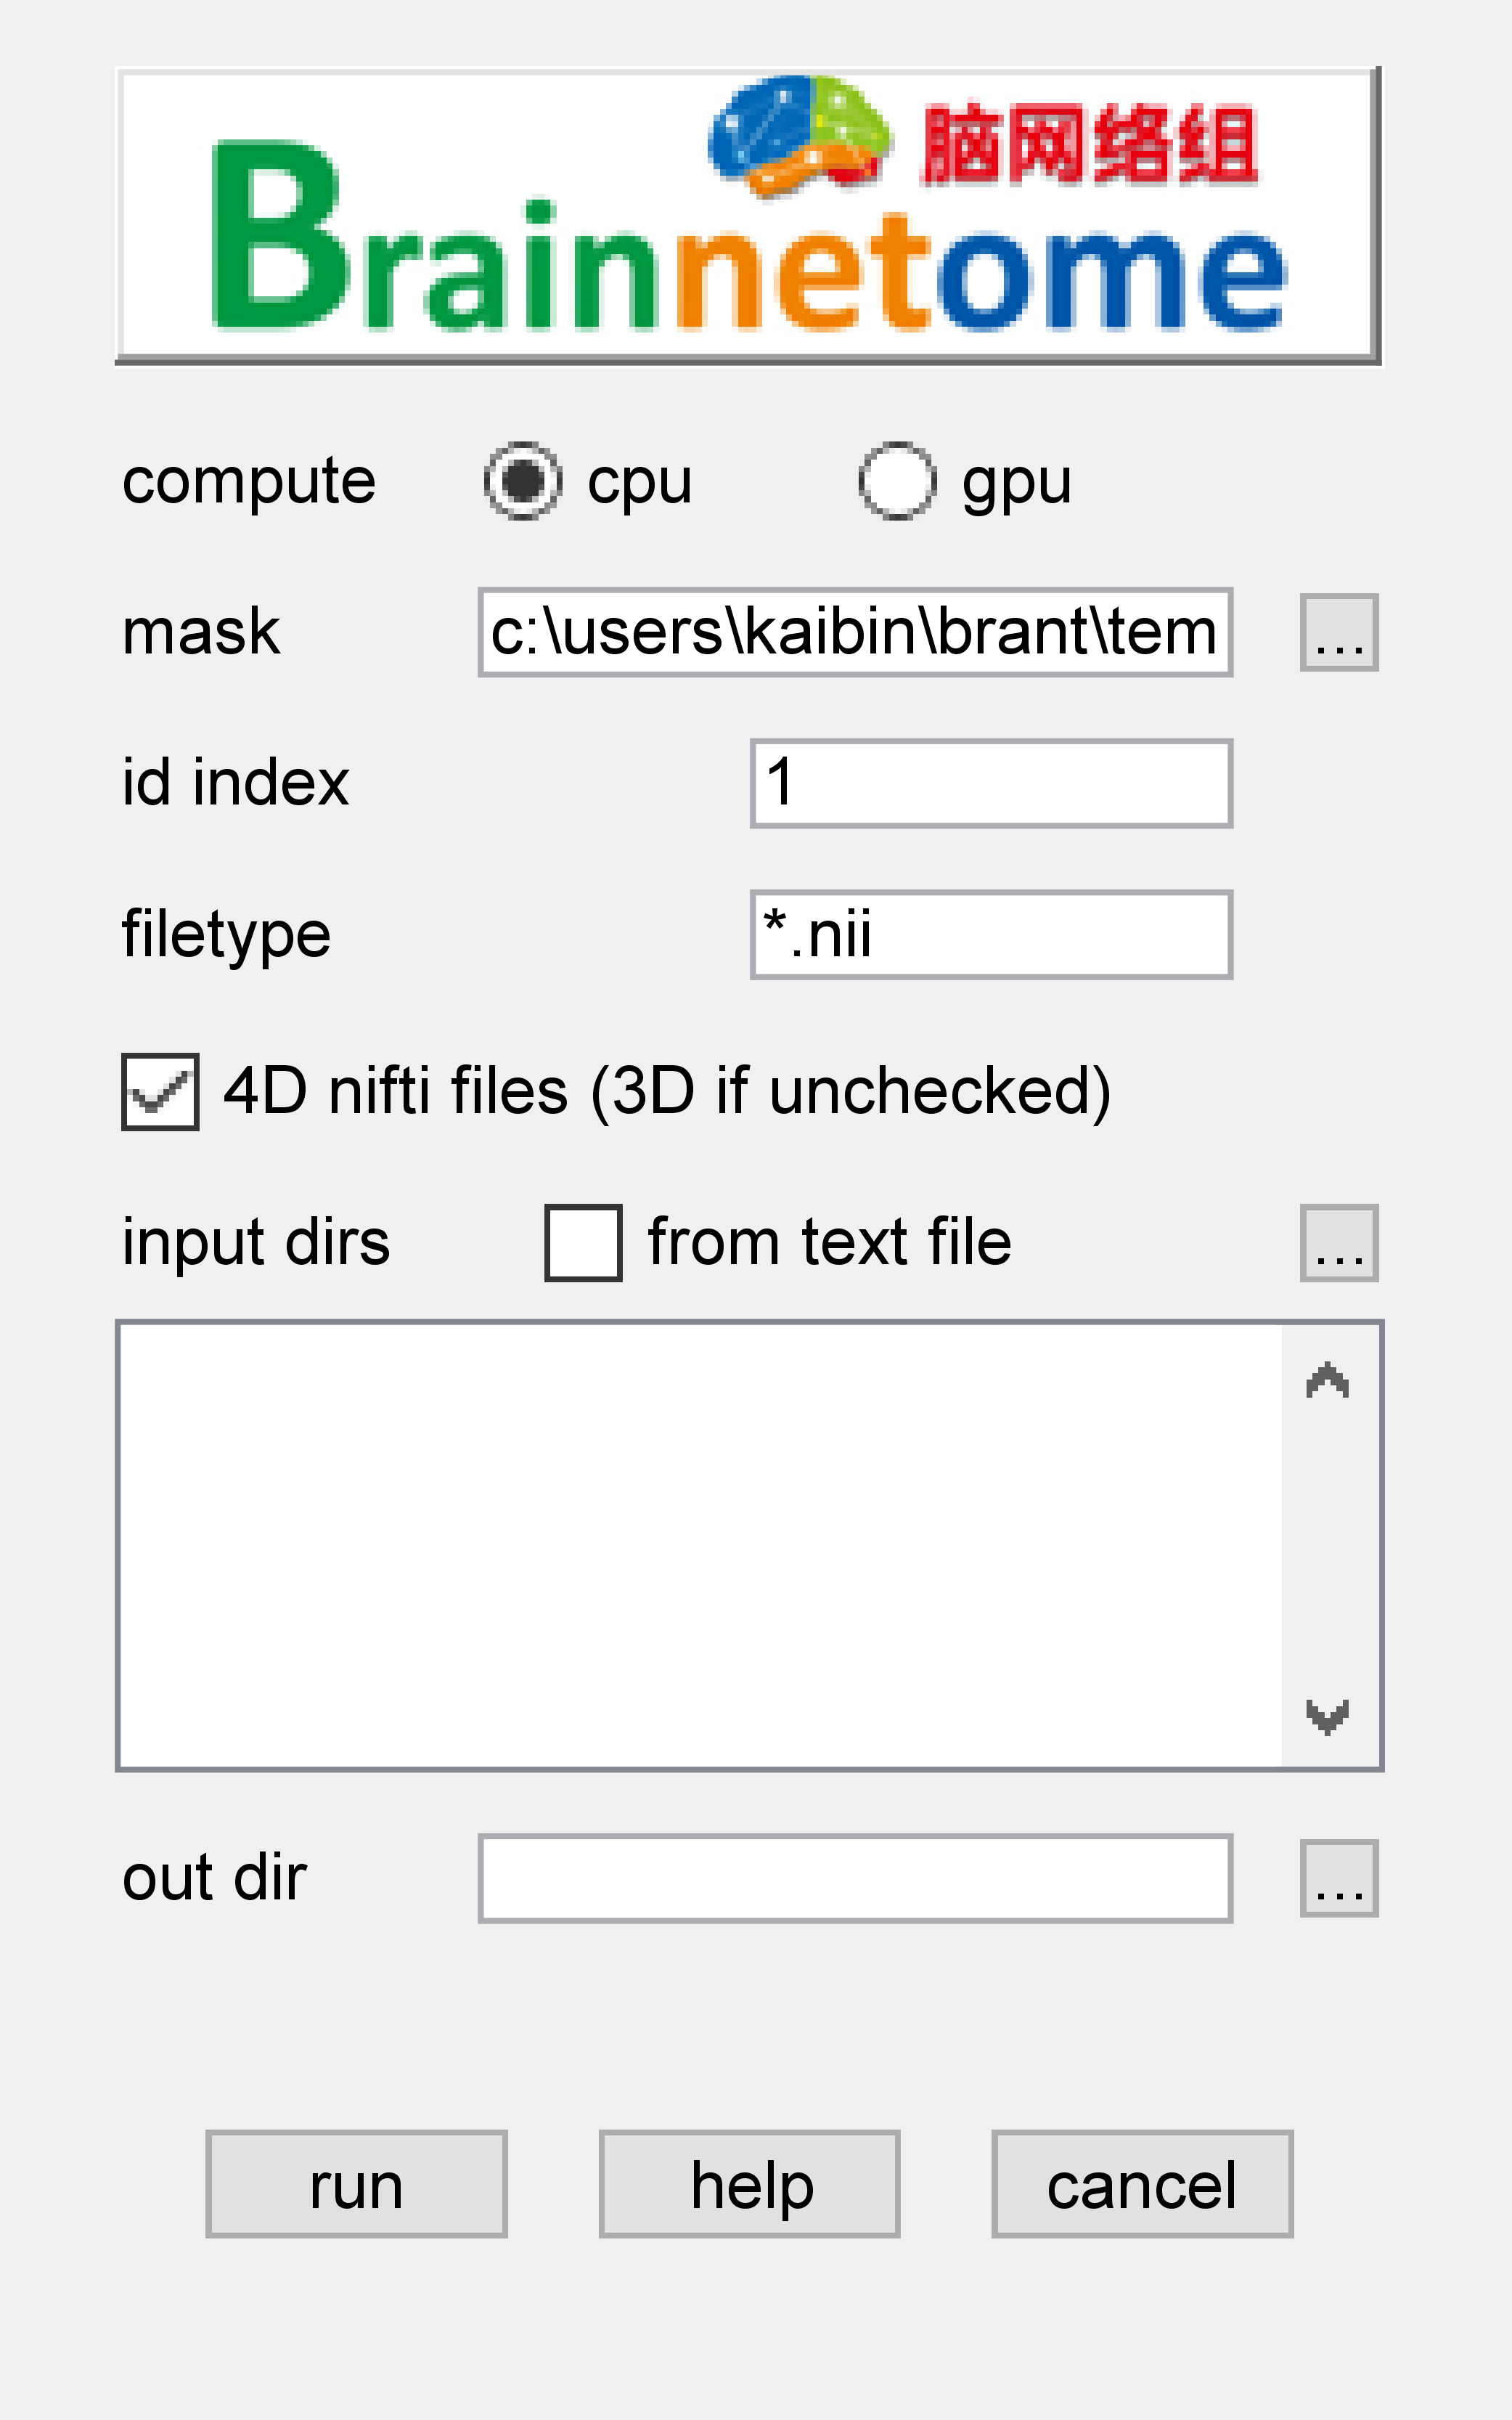 脑网络组
Brainnetome
compute cpu gpu
mask c:\users\kaibin\brant\tem ...
id index 1
filetype *.nii
4D nifti files (3D if unchecked)
input dirs from text file ...
out dir ...
run help cancel